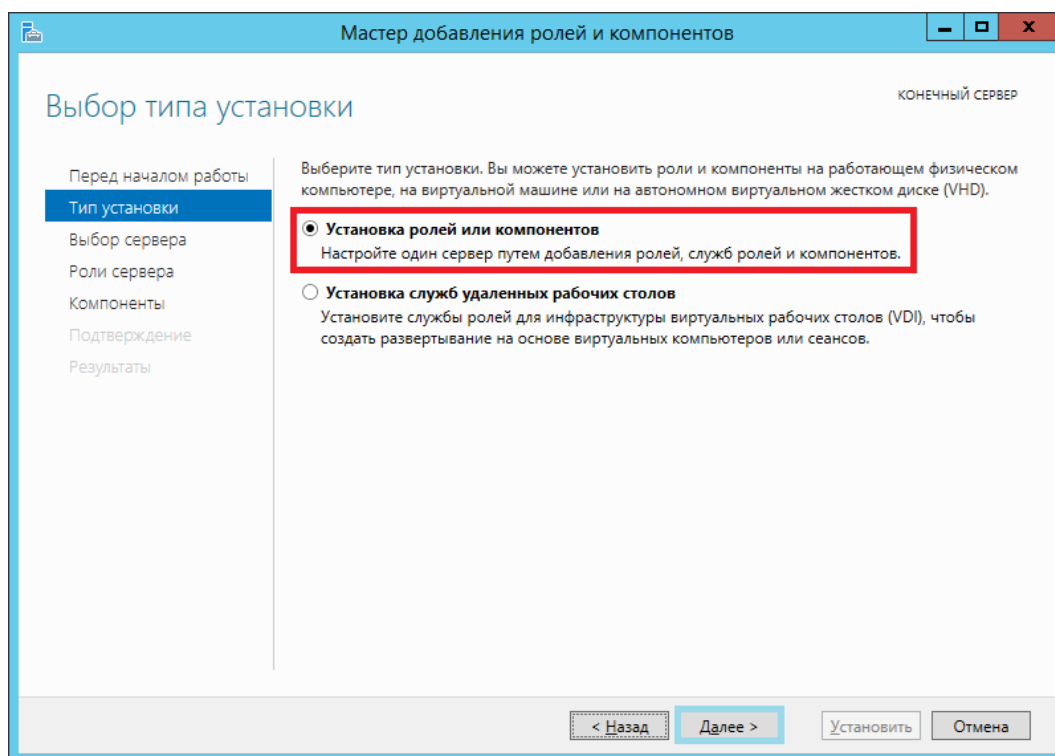 Мастер добавления ролей и компонентов
Выбор типа установки
КОНЕЧНЫЙ СЕРВЕР
Перед началом работы
Тип установки
Выбор сервера
Роли сервера
Компоненты
Подтверждение
Результаты
Выберите тип установки. Вы можете установить роли и компоненты на работающем физическом
компьютере, на виртуальной машине или на автономном виртуальном жестком диске (VHD).
Установка ролей или компонентов
Настройте один сервер путем добавления ролей, служб ролей и компонентов.
Установка служб удаленных рабочих столов
Установите службы ролей для инфраструктуры виртуальных рабочих столов (VDI), чтобы
создать развертывание на основе виртуальных компьютеров или сеансов.
< Назад
Далее >
Установить
Отмена